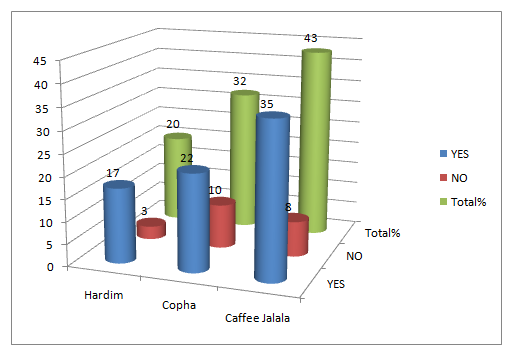 45
40
35
30
25
20
15
10
5
0
17
22
35
3
10
8
20
32
43
Hardim
Copha
Caffee Jalala
YES
NO
Total%
YES
NO
Total%